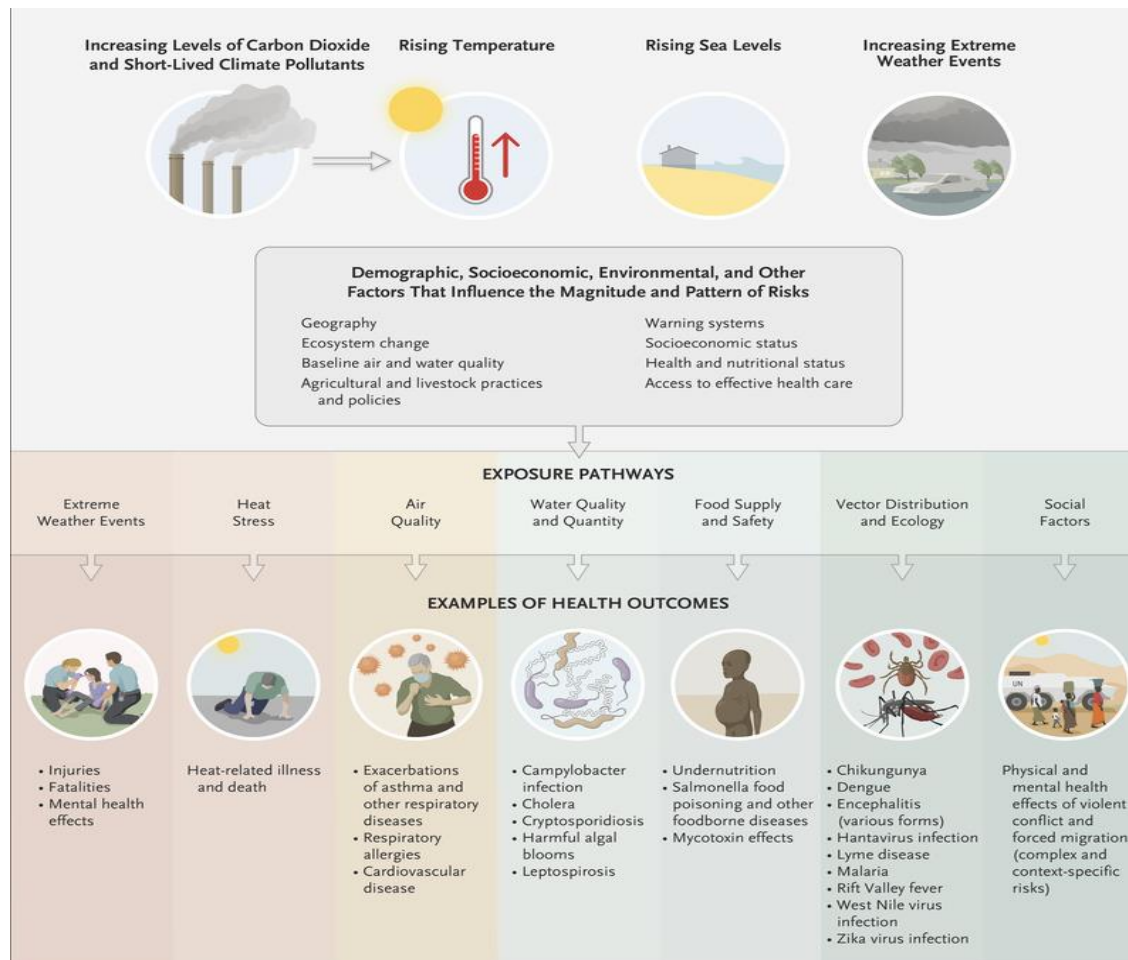 Increasing Levels of Carbon Dioxide
and Short-Lived Climate Pollutants
Rising Temperature
Rising Sea Levels
Increasing Extreme
Weather Events
Demographic, Socioeconomic, Environmental, and Other
Factors That Influence the Magnitude and Pattern of Risks
Geography
Ecosystem change
Baseline air and water quality
Agricultural and livestock practices
and policies
Warning systems
Socioeconomic status
Health and nutritional status
Access to effective health care
EXPOSURE PATHWAYS
Extreme
Weather Events
Heat
Stress
Air
Quality
Water Quality
and Quantity
Food Supply
and Safety
Vector Distribution
and Ecology
Social
Factors
EXAMPLES OF HEALTH OUTCOMES
UN
• Injuries
• Fatalities
• Mental health
effects
Heat-related illness
and death
• Exacerbations
of asthma and
other respiratory
diseases
• Respiratory
allergies
• Cardiovascular
disease
• Campylobacter
infection
• Cholera
• Cryptosporidiosis
• Harmful algal
blooms
• Leptospirosis
• Undernutrition
• Salmonella food
poisoning and other
foodborne diseases
• Mycotoxin effects
• Chikungunya
• Dengue
• Encephalitis
(various forms)
• Hantavirus infection
• Lyme disease
• Malaria
• Rift Valley fever
• West Nile virus
infection
• Zika virus infection
Physical and
mental health
effects of violent
conflict and
forced migration
(complex and
context-specific
risks)